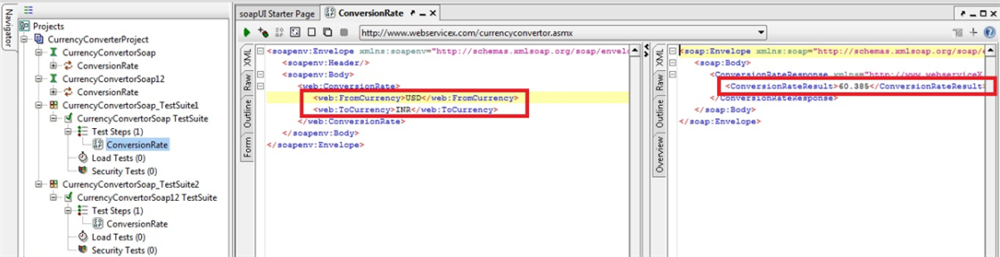 Navigator
Projects
CurrencyConverterProject
CurrencyConvertorSoap
ConversionRate
CurrencyConvertorSoap12
ConversionRate
CurrencyConvertorSoap_TestSuite1
CurrencyConvertorSoap TestSuite
Test Steps (1)
ConversionRate
Load Tests (0)
Security Tests (0)
CurrencyConvertorSoap_TestSuite2
CurrencyConvertorSoap12 TestSuite
Test Steps (1)
ConversionRate
Load Tests (0)
Security Tests (0)
soapUI Starter Page
ConversionRate
http://www.webservicex.com/currencyconvertor.asmx
XML
Raw
Outline
Form
<soapenv:Envelope xmlns:soapenv="http://schemas.xmlsoap.org/soap/envelo
<soapenv:Header/>
<soapenv:Body>
<web:ConversionRate>
<web:FromCurrency>USD</web:FromCurrency>
<web:ToCurrency>INR</web:ToCurrency>
</web:ConversionRate>
</soapenv:Body>
</soapenv:Envelope>
XML
Raw
Outline
Overview
<soap:Envelope xmlns:soap="http://schemas.xmlsoap.org/soap/e
<soap:Body>
<ConversionRateResponse xmlns="http://www.webserviceX
<ConversionRateResult>60.385</ConversionRateResult>
</ConversionRateResponse>
</soap:Body>
</soap:Envelope>